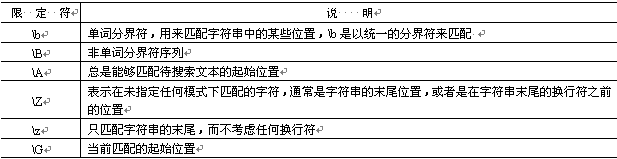 限 定 符 说 明
\b 单词分界符，用来匹配字符串中的某些位置，\b 是以统一的分界符来匹配
\B 非单词分界符序列
\A 总是能够匹配待搜索文本的起始位置
\Z 表示在未指定任何模式下匹配的字符，通常是字符串的末尾位置，或者是在字符串末尾的换行符之前
的位置
\z 只匹配字符串的末尾，而不考虑任何换行符
\G 当前匹配的起始位置